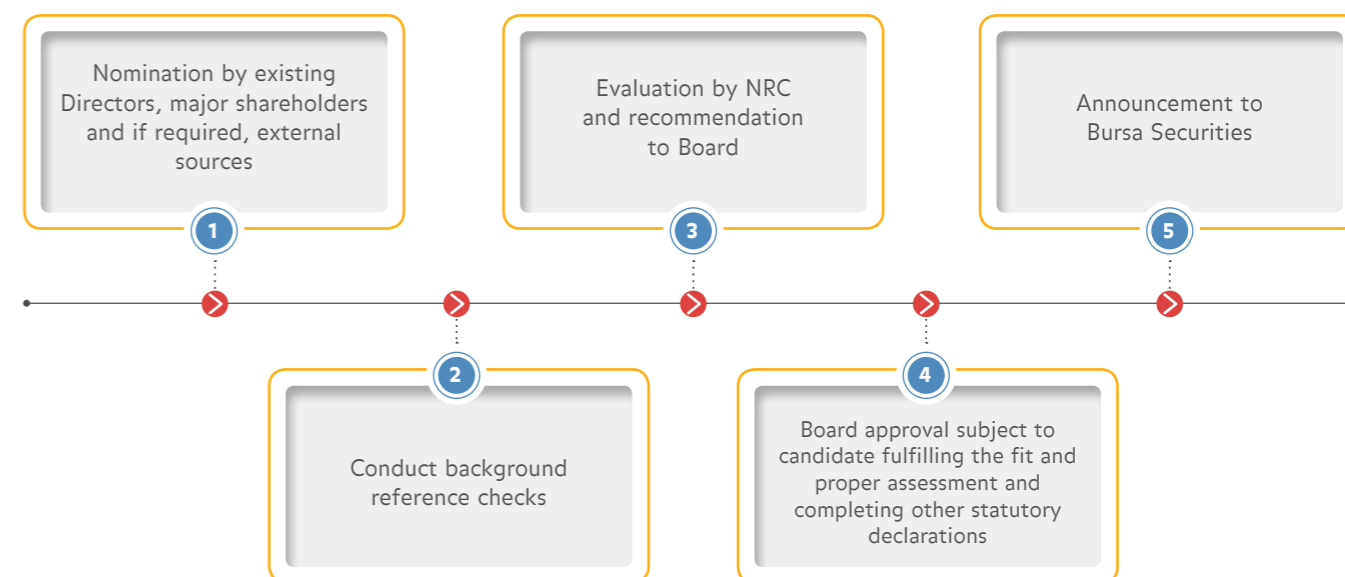 Nomination by existing
Directors, major shareholders
and if required, external
sources
1
Conduct background
reference checks
2
Evaluation by NRC
and recommendation
to Board
3
Board approval subject to
candidate fulfilling the fit and
proper assessment and
completing other statutory
declarations
4
Announcement to
Bursa Securities
5